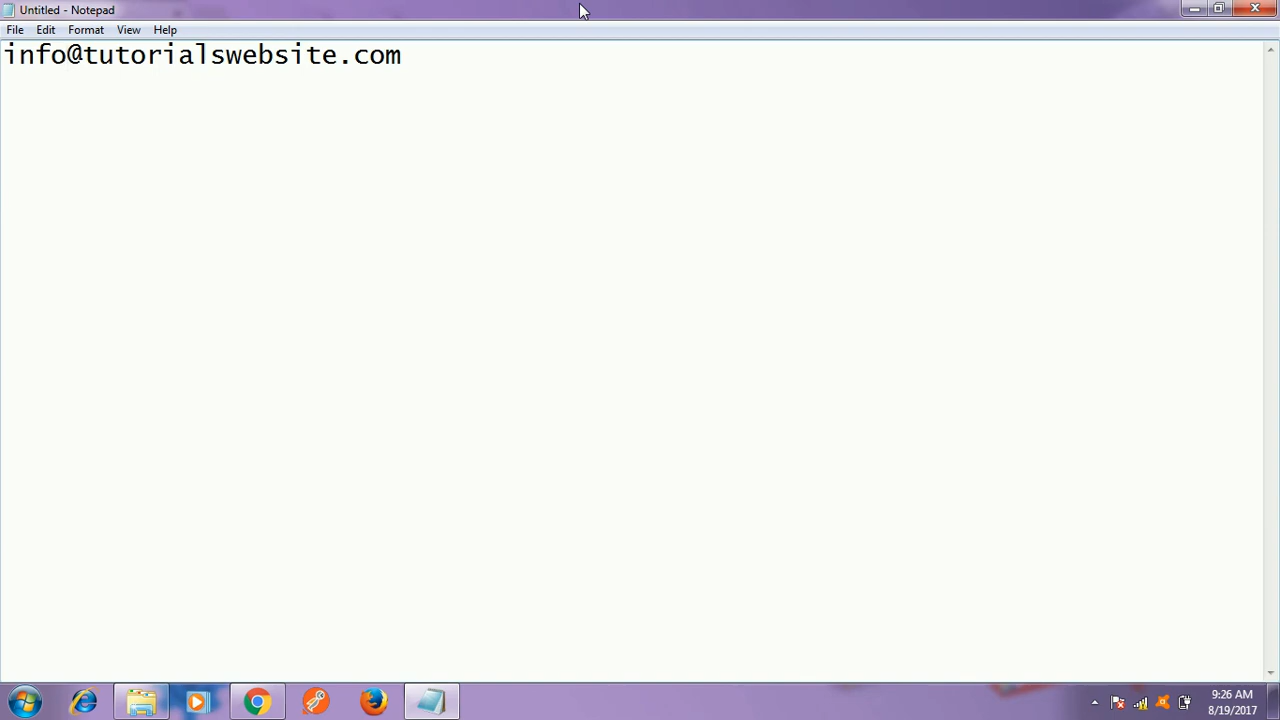 Untitled - Notepad
File Edit Format View Help
info@tutorialswebsite.com
9:26 AM
8/19/2017